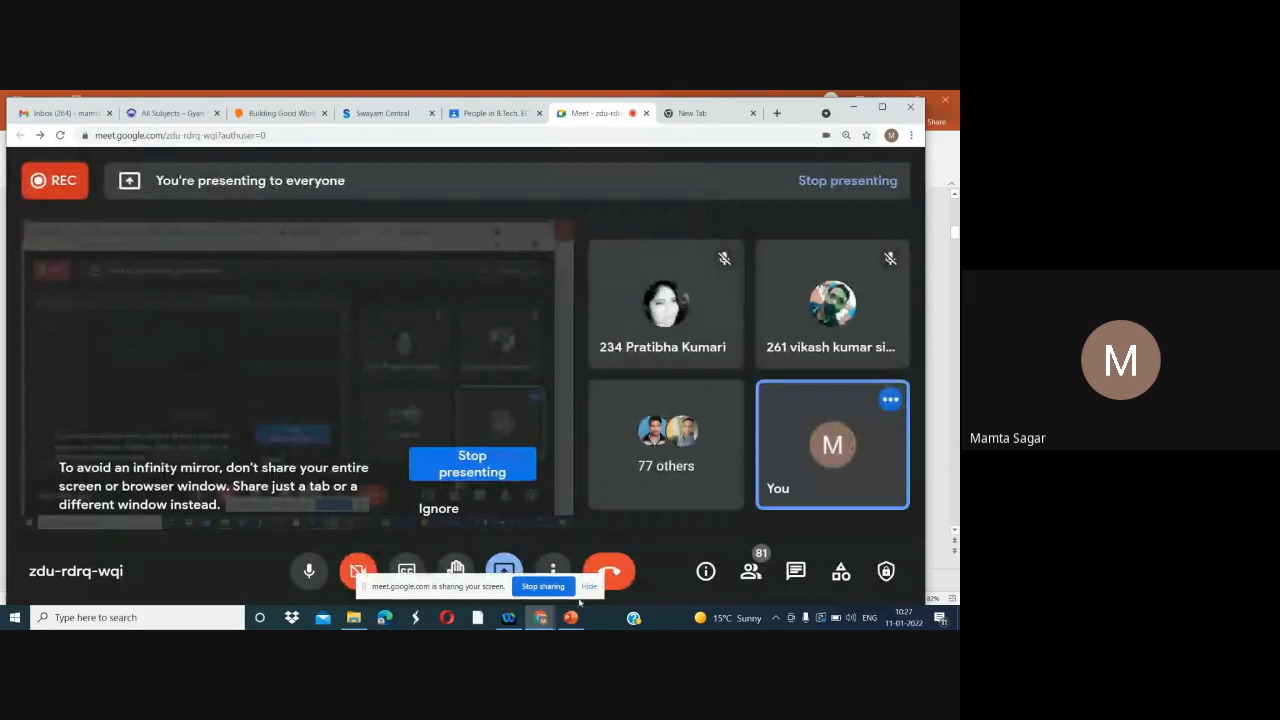 Inbox (264) - mam
All Subjects – Gyan
Building Good Work
Swayam Central
People in B.Tech, EC
Meet - zdu-rdr
New Tab
meet.google.com/zdu-rdrq-wqi?authuser=0
M
Share
REC
You're presenting to everyone
Stop presenting
234 Pratibha Kumari
261 vikash kumar si...
77 others
M
You
To avoid an infinity mirror, don't share your entire
screen or browser window. Share just a tab or a
different window instead.
Stop
presenting
Ignore
zdu-rdrq-wqi
81
meet.google.com is sharing your screen.
Stop sharing
Hide
82%
Type here to search
15°C Sunny
ENG
10:27
11-01-2022
M
Mamta Sagar